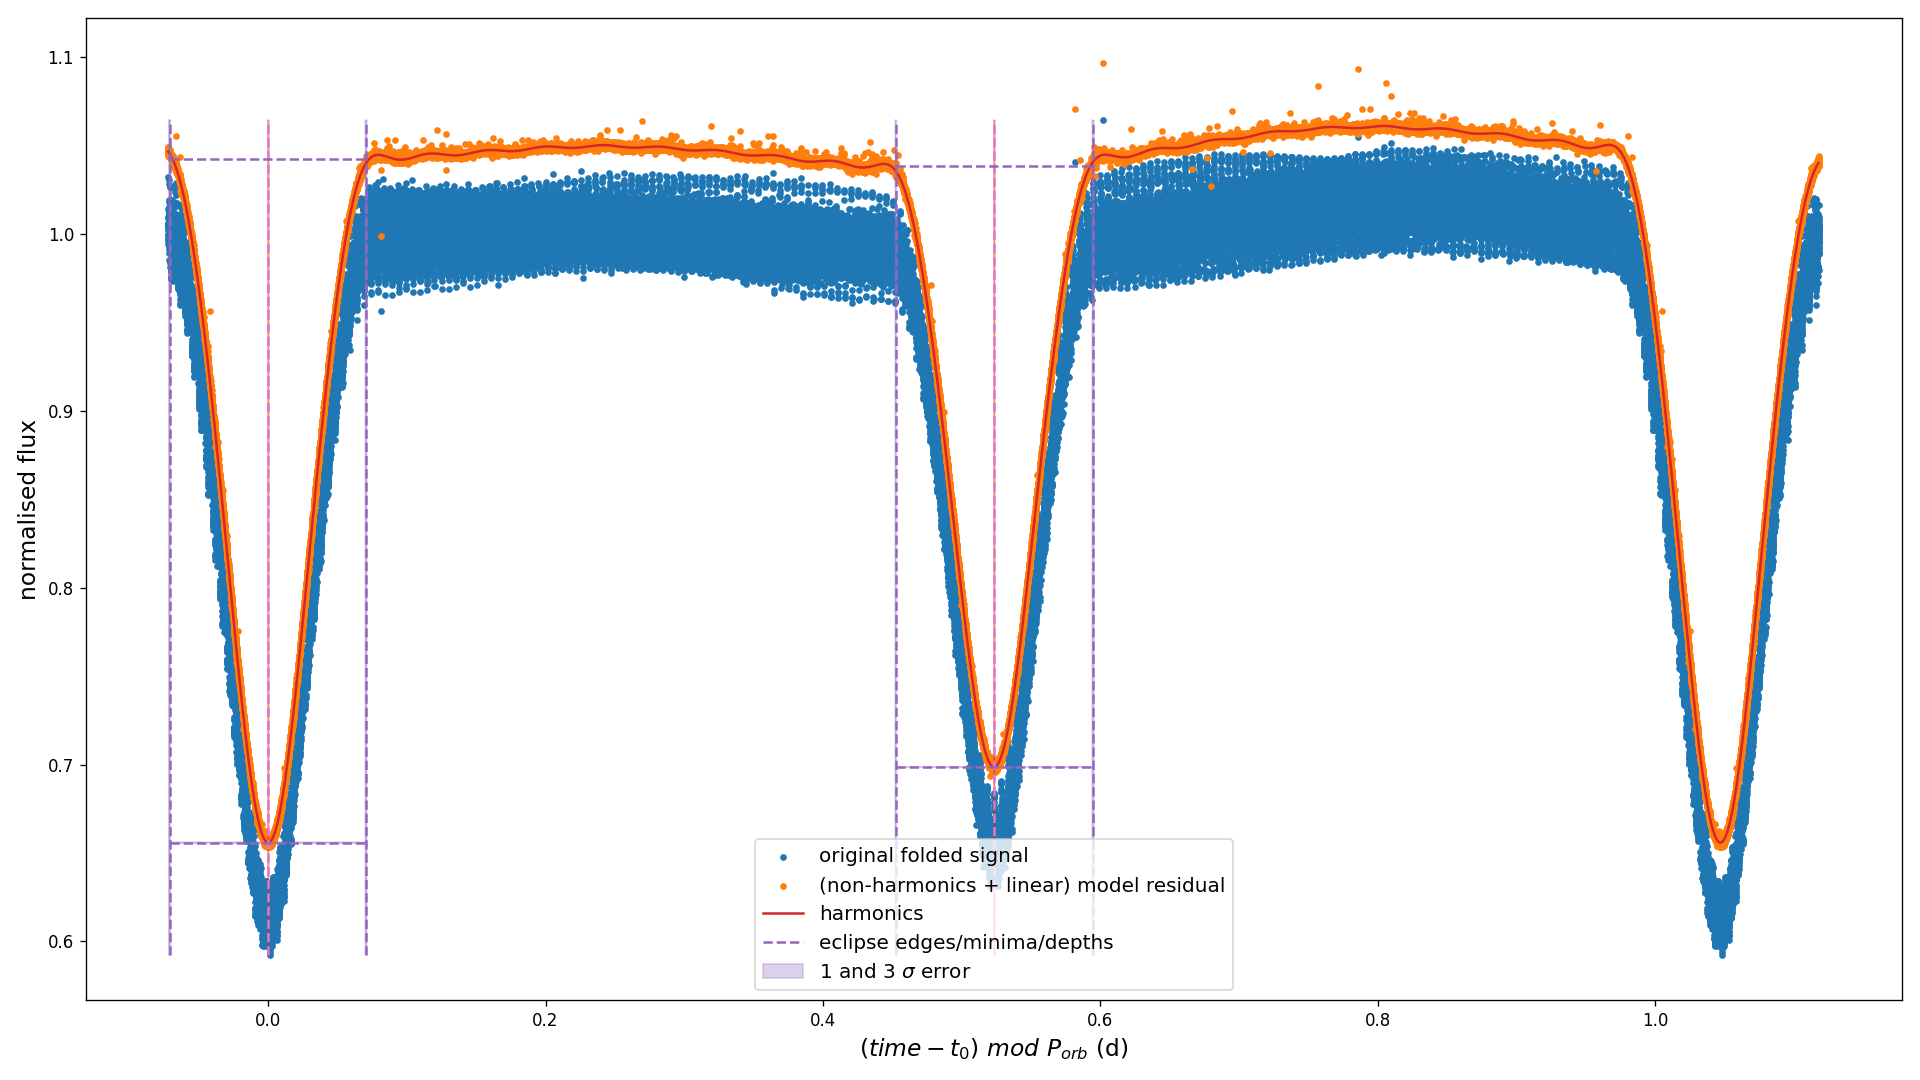 1.1
1.0
0.9
0.8
0.7
0.6
normalised flux
original folded signal
(non-harmonics + linear) model residual
harmonics
eclipse edges/minima/depths
1 and 3 σ error
0.0 0.2 0.4 0.6 0.8 1.0
(time − t₀) mod Pₒᵣb (d)